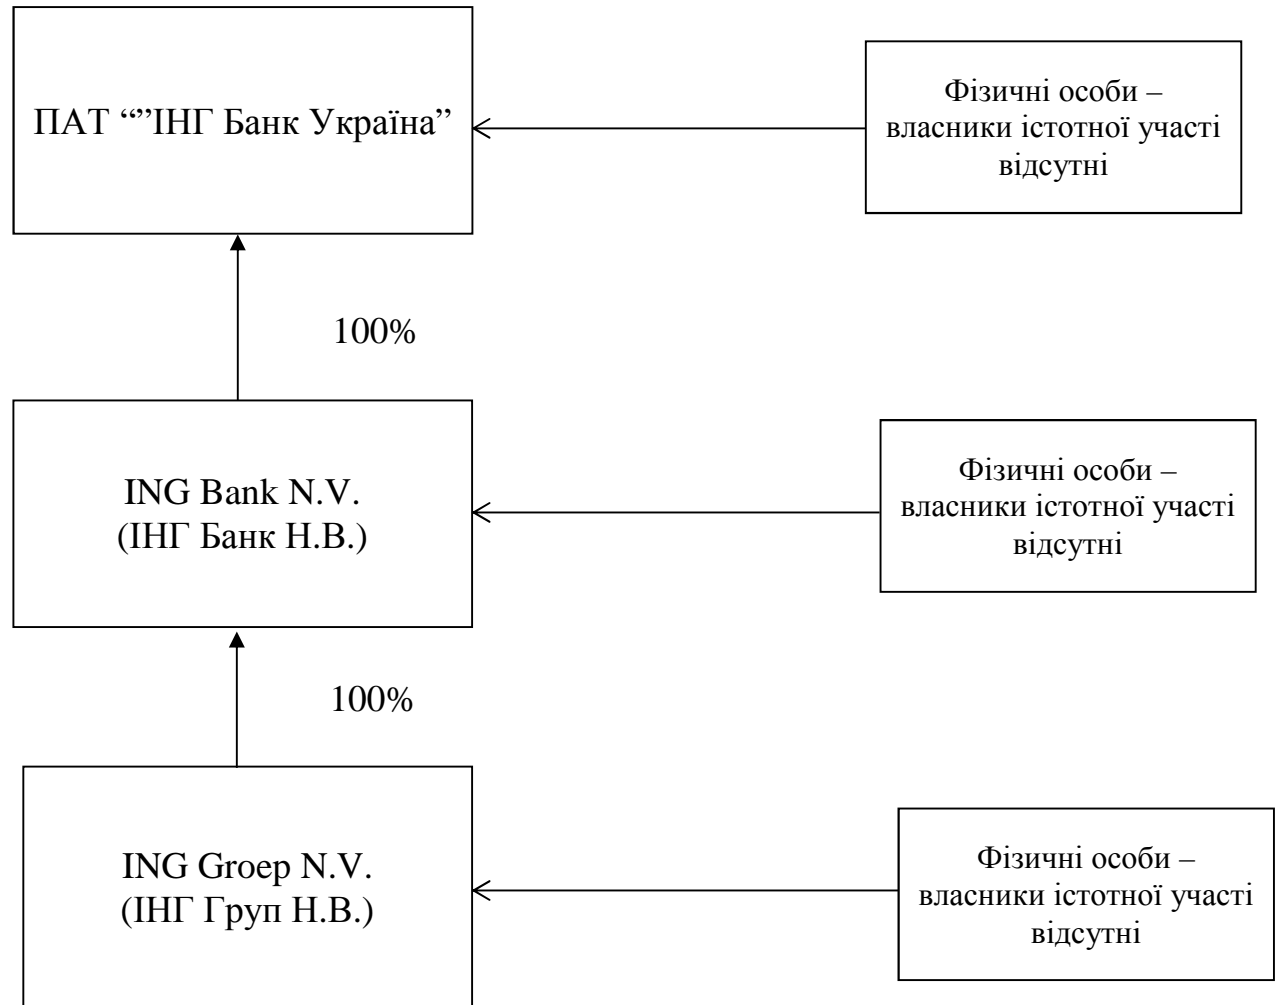 ПАТ “”ІНГ Банк Україна”
Фізичні особи –
власники істотної участі
відсутні
100%
ING Bank N.V.
(ІНГ Банк Н.В.)
Фізичні особи –
власники істотної участі
відсутні
100%
ING Groep N.V.
(ІНГ Груп Н.В.)
Фізичні особи –
власники істотної участі
відсутні